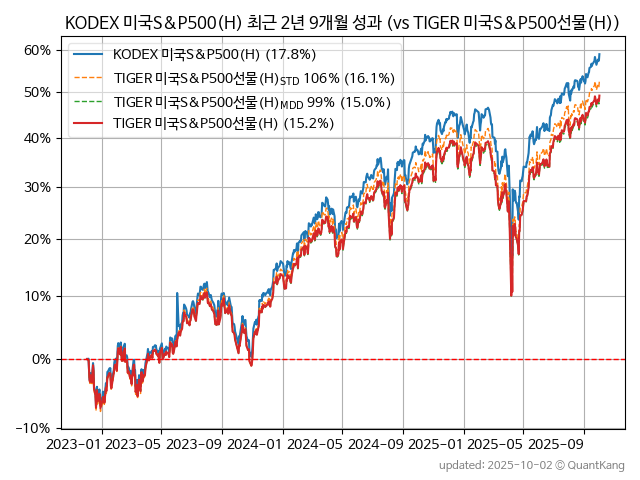 KODEX 미국S&P500(H) 최근 2년 9개월 성과 (vs TIGER 미국S&P500선물(H))
60%
50%
40%
30%
20%
10%
0%
−10%
KODEX 미국S&P500(H) (17.8%)
TIGER 미국S&P500선물(H)STD 106% (16.1%)
TIGER 미국S&P500선물(H)MDD 99% (15.0%)
TIGER 미국S&P500선물(H) (15.2%)
2023-01 2023-05 2023-09 2024-01 2024-05 2024-09 2025-01 2025-05 2025-09
updated: 2025-10-02 © QuantKang